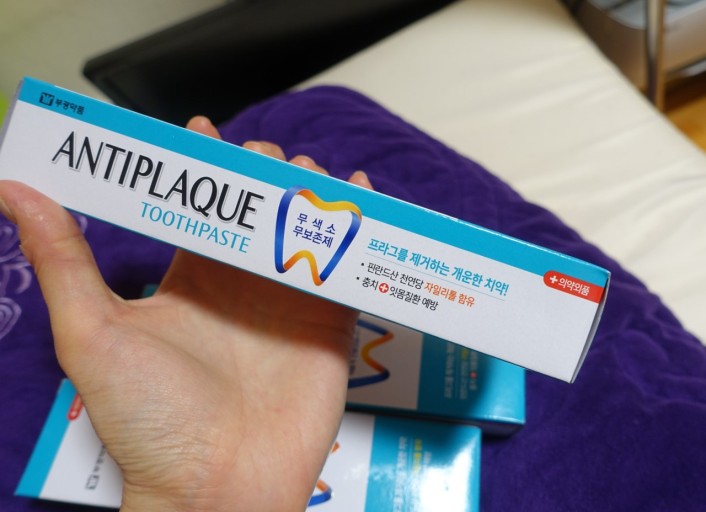 부광약품
ANTIPLAQUE
TOOTHPASTE
무 색 소
무보존제
프라그를 제거하는 개운한 치약!
• 핀란드산 천연당 자일리톨 함유
• 충치+잇몸질환 예방
+의약외품